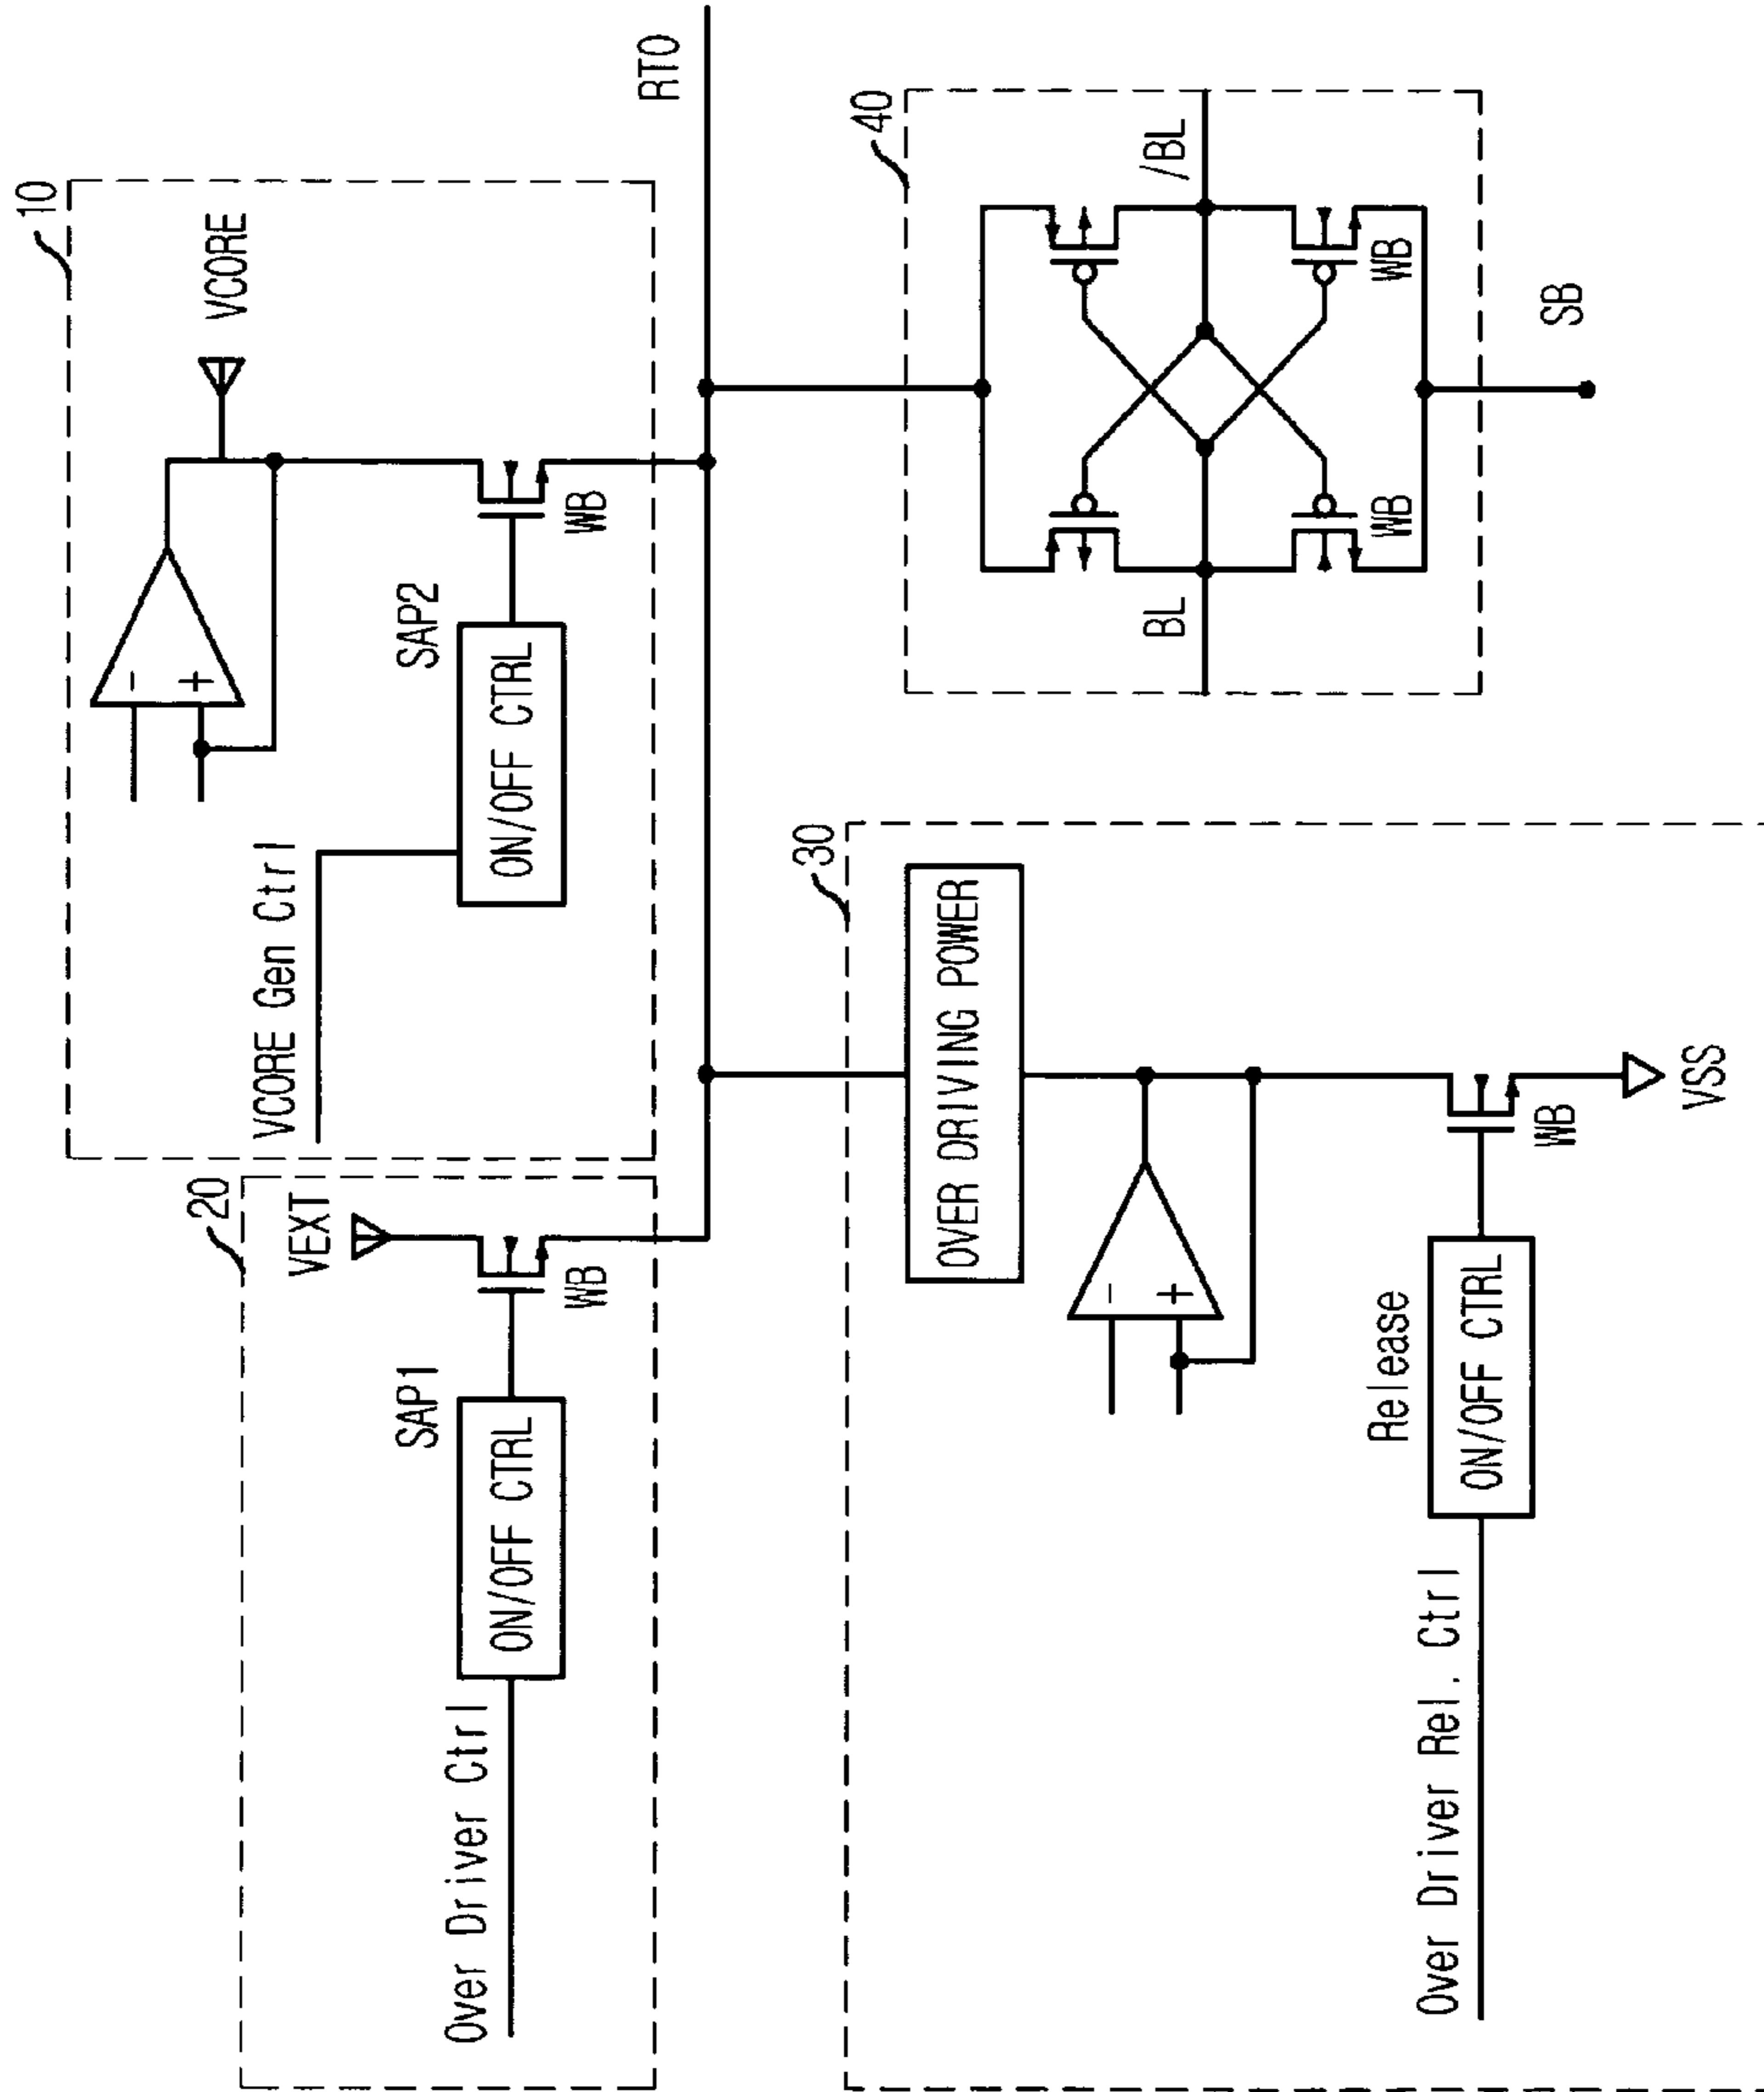 10
20
VCORE
-
+
VCORE Gen Ctrl
VEXT
SAP1
SAP2
Over Driver Ctrl
ON/OFF CTRL
ON/OFF CTRL
WB
WB
RTO
30
40
OVER DRIVING POWER
-
+
BL
/BL
Release
WB
WB
Over Driver Rel. Ctrl
ON/OFF CTRL
WB
SB
VSS